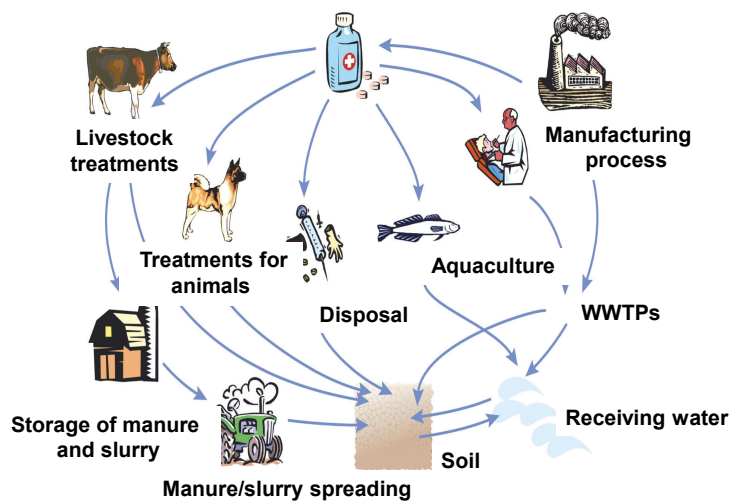 Livestock
treatments
Manufacturing
process
Treatments for
animals
Aquaculture
Disposal
WWTPs
Storage of manure
and slurry
Receiving water
Soil
Manure/slurry spreading